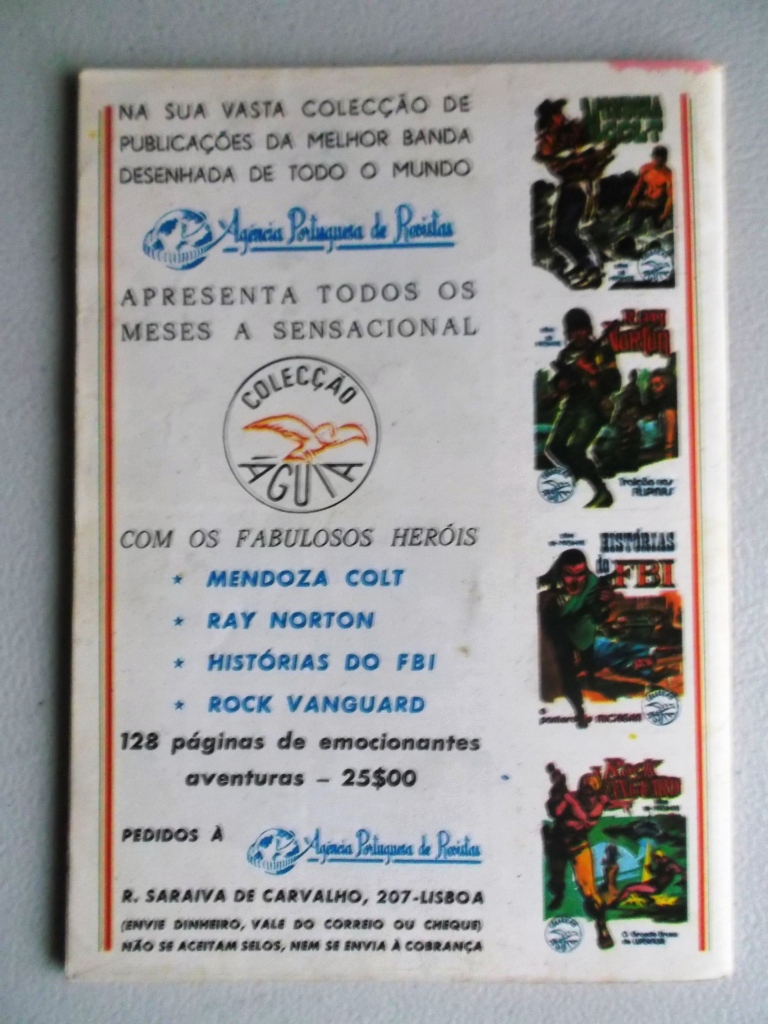 NA SUA VASTA COLECÇÃO DE
PUBLICAÇÕES DA MELHOR BANDA
DESENHADA DE TODO O MUNDO
Agência Portuguesa de Revistas
APRESENTA TODOS OS
MESES A SENSACIONAL
COLECÇÃO
ÁGUIA
COM OS FABULOSOS HERÓIS
* MENDOZA COLT
* RAY NORTON
* HISTÓRIAS DO FBI
* ROCK VANGUARD
128 páginas de emocionantes
aventuras – 25$00
PEDIDOS À
Agência Portuguesa de Revistas
R. SARAIVA DE CARVALHO, 207-LISBOA
(ENVIE DINHEIRO, VALE DO CORREIO OU CHEQUE)
NÃO SE ACEITAM SELOS, NEM SE ENVIA À COBRANÇA
MENDOZA
COLT
RAY
Norton
Traição nas
FILIPINAS
HISTÓRIAS
do FBI
Rock
VANGUARD